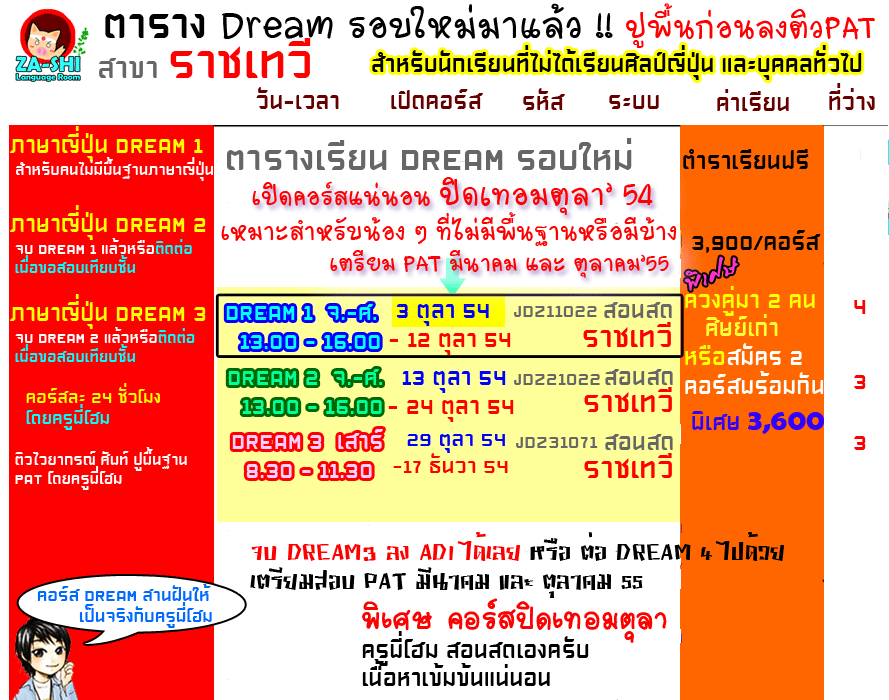 ZA-SHI
Language Room
ตาราง Dream รอบใหม่มาแล้ว !! ปูพื้นก่อนลงติวPAT
สาขา ราชเทวี
สำหรับนักเรียนที่ไม่ได้เรียนศิลป์ญี่ปุ่น และบุคคลทั่วไป
วัน-เวลา เปิดคอร์ส รหัส ระบบ ค่าเรียน ที่ว่าง
ภาษาญี่ปุ่น DREAM 1
สำหรับคนไม่มีพื้นฐานภาษาญี่ปุ่น
ภาษาญี่ปุ่น DREAM 2
จบ DREAM 1 แล้วหรือติดต่อ
เพื่อขอสอบเทียบชั้น
ภาษาญี่ปุ่น DREAM 3
จบ DREAM 2 แล้วหรือติดต่อ
เพื่อขอสอบเทียบชั้น
คอร์สละ 24 ชั่วโมง
โดยครูพี่โฮม
ติวไวยากรณ์ ศัพท์ ปูพื้นฐาน
PAT โดยครูพี่โฮม
ตารางเรียน DREAM รอบใหม่
เปิดคอร์สแน่นอน ปิดเทอมตุลา' 54
เหมาะสำหรับน้อง ๆ ที่ไม่มีพื้นฐานหรือมีบ้าง
เตรียม PAT มีนาคม และ ตุลาคม'55
DREAM 1 จ.-ศ. 3 ตุลา 54 JD211022 สอนสด
13.00 - 16.00 - 12 ตุลา 54 ราชเทวี
DREAM 2 จ.-ศ. 13 ตุลา 54 JD221022 สอนสด
13.00 - 16.00 - 24 ตุลา 54 ราชเทวี
DREAM 3 เสาร์ 29 ตุลา 54 JD231071 สอนสด
8.30 - 11.30 -17 ธันวา 54 ราชเทวี
ตำราเรียนฟรี
3,900/คอร์ส
พิเศษ
ควงคู่มา 2 คน
ศิษย์เก่า
หรือสมัคร 2
คอร์สพร้อมกัน
พิเศษ 3,600
4
3
3
จบ DREAM3 ลง AD1 ได้เลย หรือ ต่อ DREAM 4 ไปด้วย
เตรียมสอบ PAT มีนาคม และ ตุลาคม 55
พิเศษ คอร์สปิดเทอมตุลา
ครูพี่โฮม สอนสดเองครับ
เนื้อหาเข้มข้นแน่นอน
คอร์ส DREAM สานฝันให้
เป็นจริงกับครูพี่โฮม